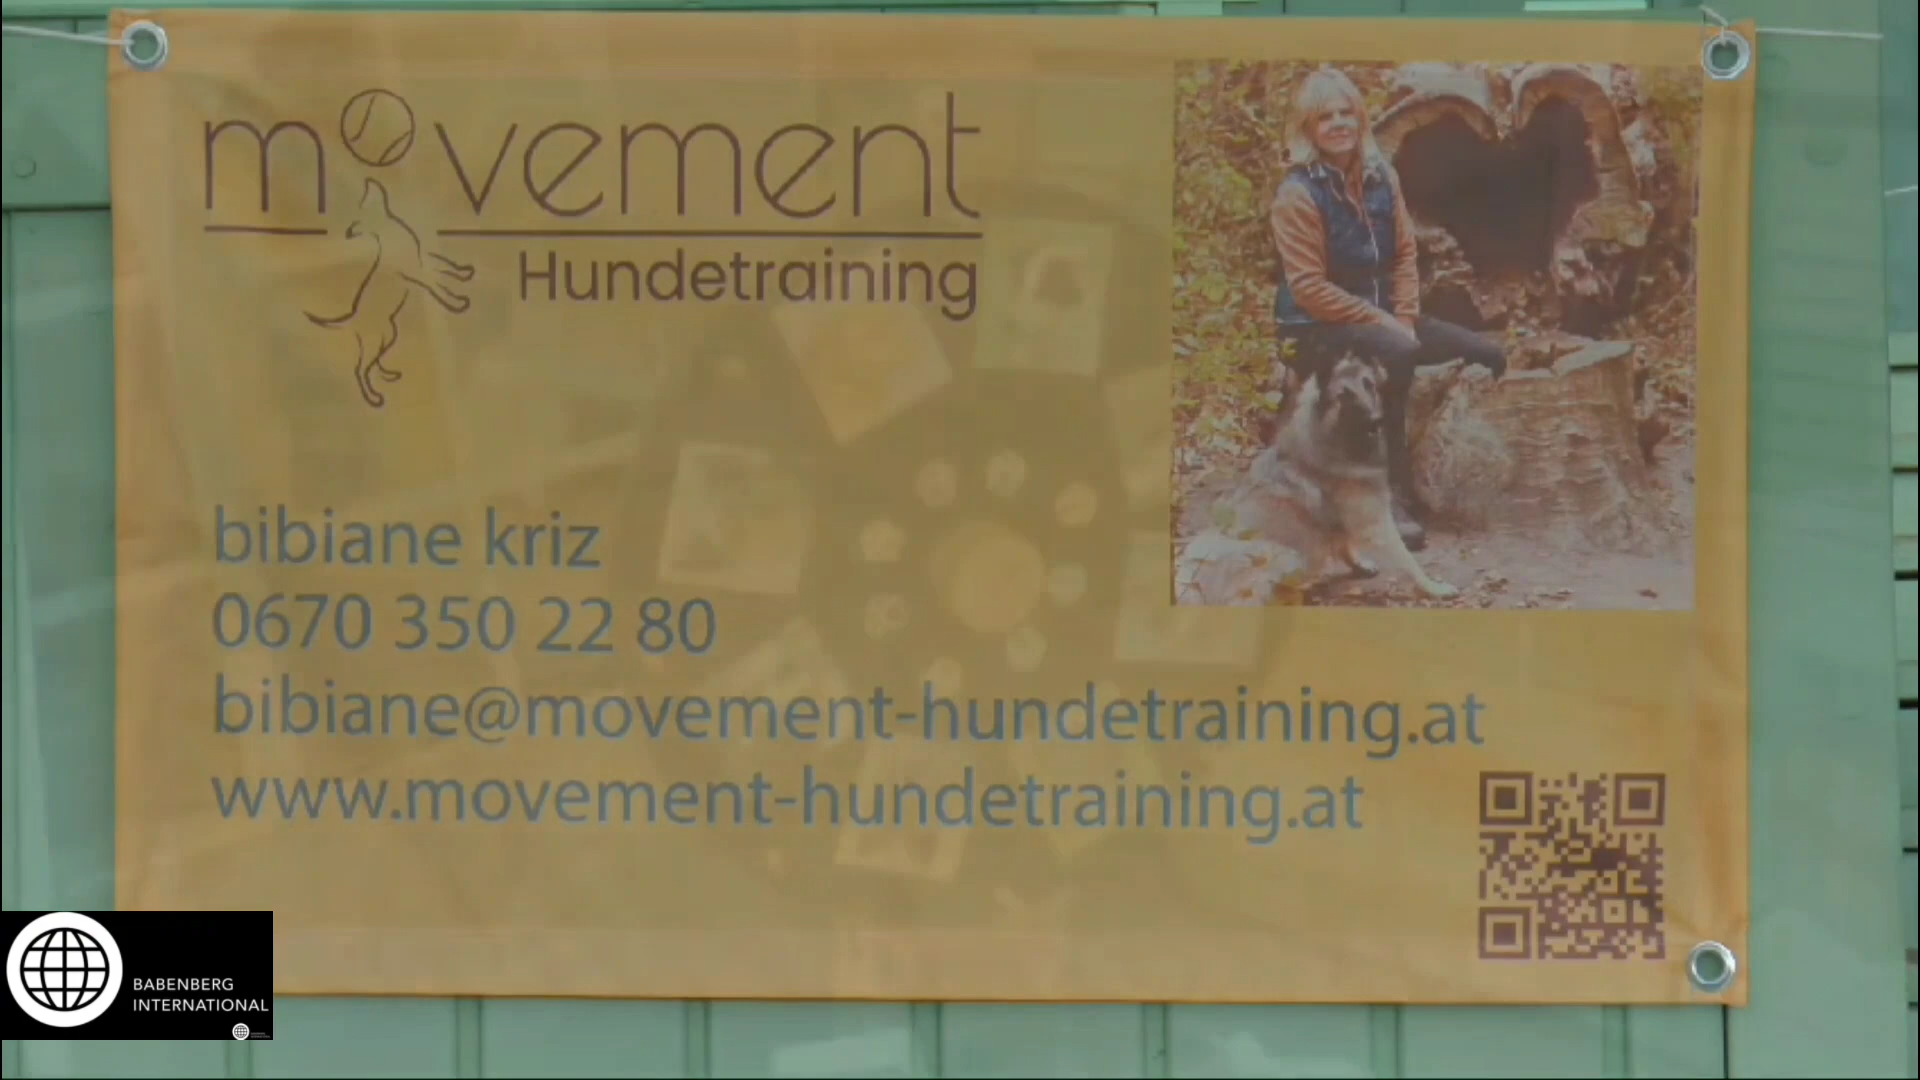 movement
Hundetraining
bibiane kriz
0670 350 22 80
bibiane@movement-hundetraining.at
www.movement-hundetraining.at
BABENBERG
INTERNATIONAL